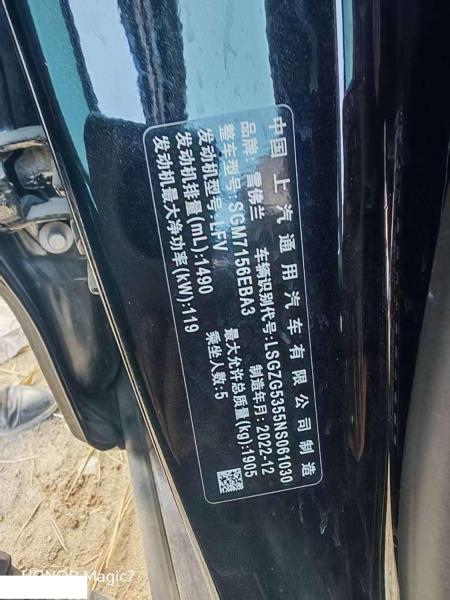 中国 上汽通用汽车有限公司制造
品牌:雪佛兰 车辆识别代号:LSGZG5355NS061030
整车型号:SGM7156EBA3 制造年月:2022-12
发动机型号:LFV 最大允许总质量(kg):1905
发动机排量(mL):1490 乘坐人数:5
发动机最大净功率(kW):119
HONOR Magic7